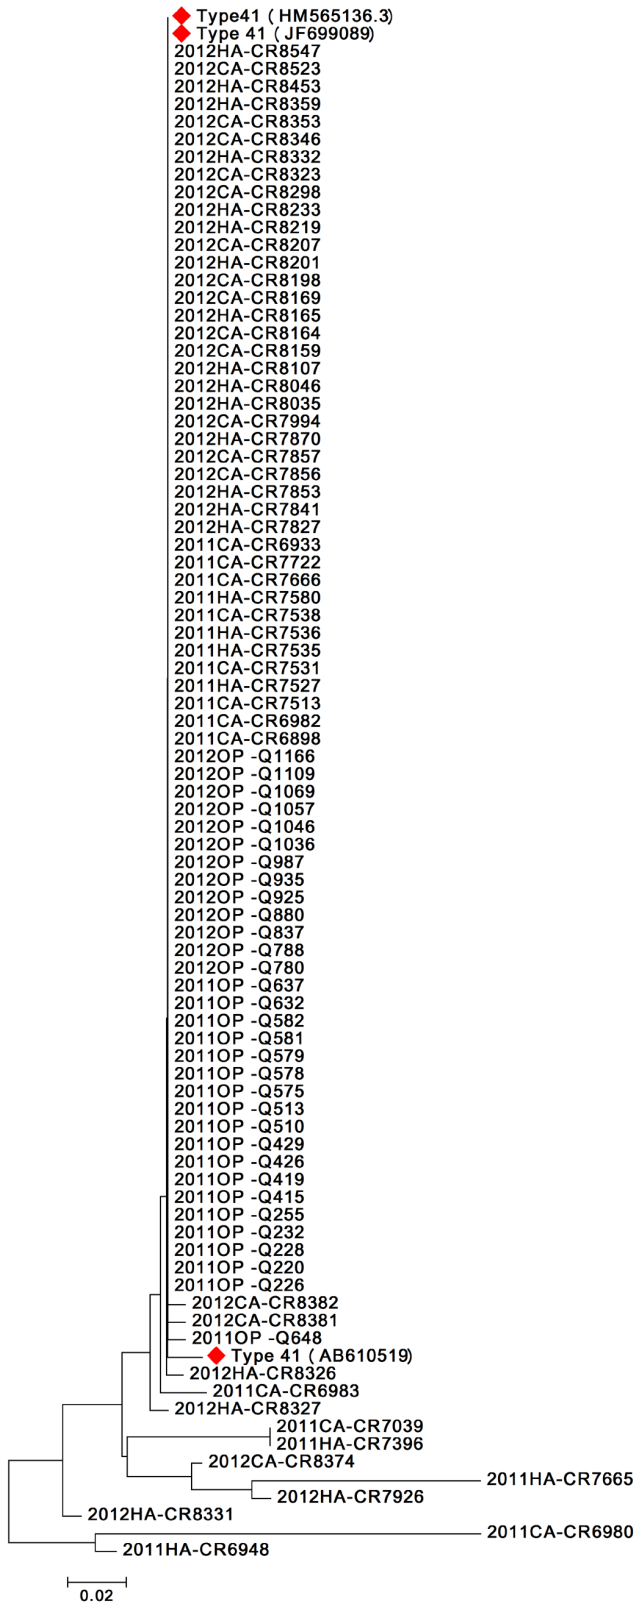 Type41 ( HM565136.3)
Type 41 ( JF699089)
2012HA-CR8547
2012CA-CR8523
2012HA-CR8453
2012HA-CR8359
2012CA-CR8353
2012CA-CR8346
2012HA-CR8332
2012CA-CR8323
2012CA-CR8298
2012HA-CR8233
2012HA-CR8219
2012CA-CR8207
2012HA-CR8201
2012CA-CR8198
2012CA-CR8169
2012HA-CR8165
2012CA-CR8164
2012CA-CR8159
2012HA-CR8107
2012HA-CR8046
2012HA-CR8035
2012CA-CR7994
2012HA-CR7870
2012CA-CR7857
2012CA-CR7856
2012HA-CR7853
2012HA-CR7841
2012HA-CR7827
2011CA-CR6933
2011CA-CR7722
2011CA-CR7666
2011HA-CR7580
2011CA-CR7538
2011HA-CR7536
2011HA-CR7535
2011CA-CR7531
2011HA-CR7527
2011CA-CR7513
2011CA-CR6982
2011CA-CR6898
2012OP -Q1166
2012OP -Q1109
2012OP -Q1069
2012OP -Q1057
2012OP -Q1046
2012OP -Q1036
2012OP -Q987
2012OP -Q935
2012OP -Q925
2012OP -Q880
2012OP -Q837
2012OP -Q788
2012OP -Q780
2011OP -Q637
2011OP -Q632
2011OP -Q582
2011OP -Q581
2011OP -Q579
2011OP -Q578
2011OP -Q575
2011OP -Q513
2011OP -Q510
2011OP -Q429
2011OP -Q426
2011OP -Q419
2011OP -Q415
2011OP -Q255
2011OP -Q232
2011OP -Q228
2011OP -Q220
2011OP -Q226
2012CA-CR8382
2012CA-CR8381
2011OP -Q648
Type 41 ( AB610519)
2012HA-CR8326
2011CA-CR6983
2012HA-CR8327
2011CA-CR7039
2011HA-CR7396
2012CA-CR8374
2011HA-CR7665
2012HA-CR7926
2012HA-CR8331
2011CA-CR6980
2011HA-CR6948
0.02